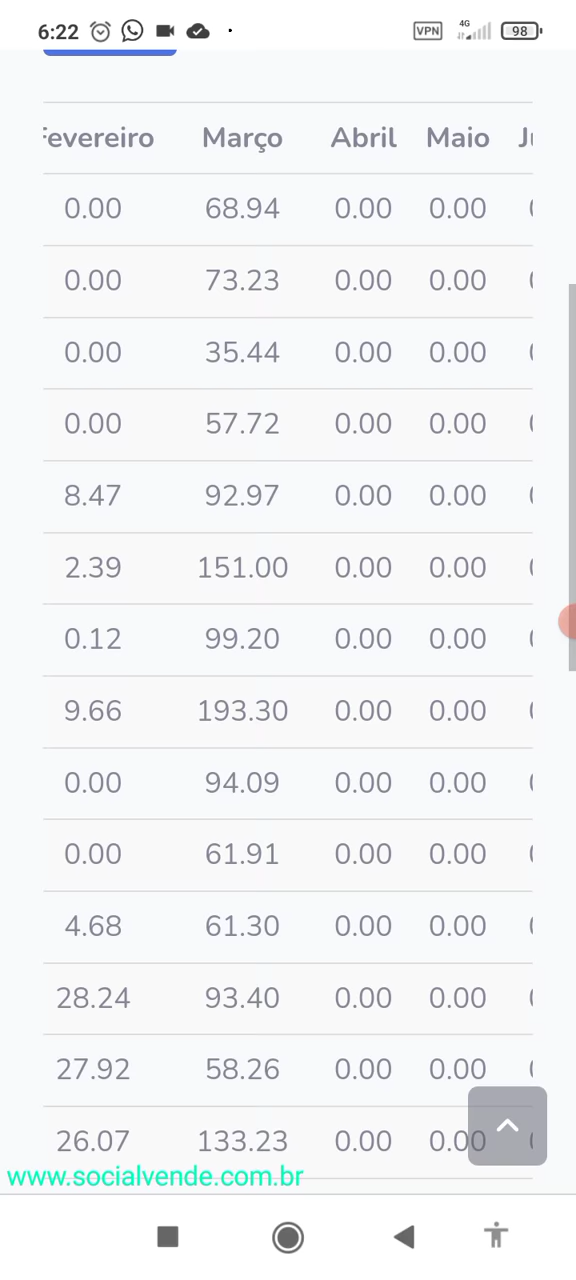 6:22 VPN 4G 98
Fevereiro Março Abril Maio
0.00 68.94 0.00 0.00
0.00 73.23 0.00 0.00
0.00 35.44 0.00 0.00
0.00 57.72 0.00 0.00
8.47 92.97 0.00 0.00
2.39 151.00 0.00 0.00
0.12 99.20 0.00 0.00
9.66 193.30 0.00 0.00
0.00 94.09 0.00 0.00
0.00 61.91 0.00 0.00
4.68 61.30 0.00 0.00
28.24 93.40 0.00 0.00
27.92 58.26 0.00 0.00
26.07 133.23 0.00 0.00
www.socialvende.com.br